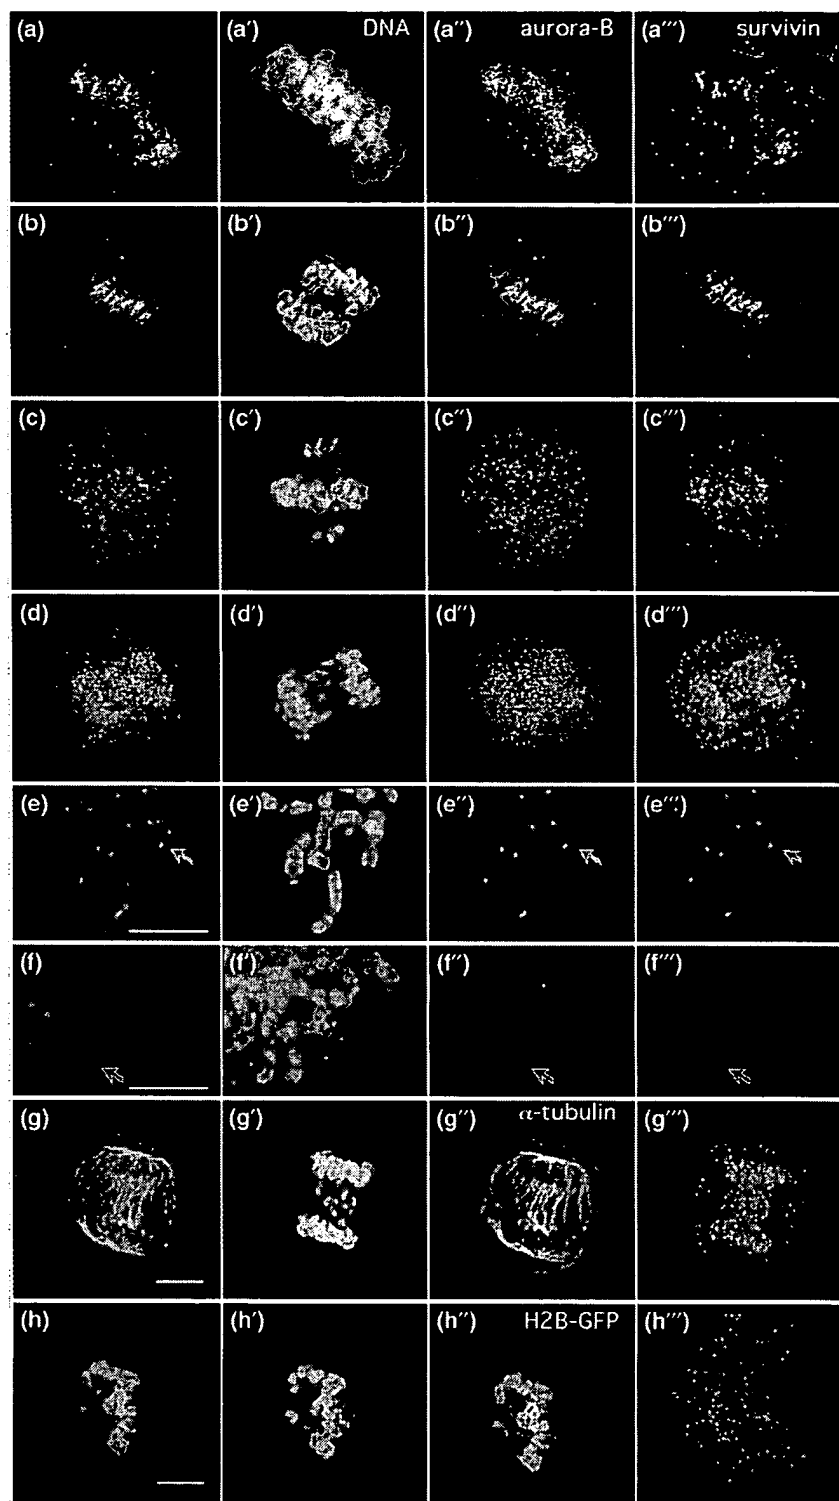 (a) (a′) DNA (a″) aurora-B (a‴) survivin
(b) (b′) (b″) (b‴)
(c) (c′) (c″) (c‴)
(d) (d′) (d″) (d‴)
(e) (e′) (e″) (e‴)
(f) (f′) (f″) (f‴)
(g) (g′) (g″) α-tubulin (g‴)
(h) (h′) (h″) H2B-GFP (h‴)